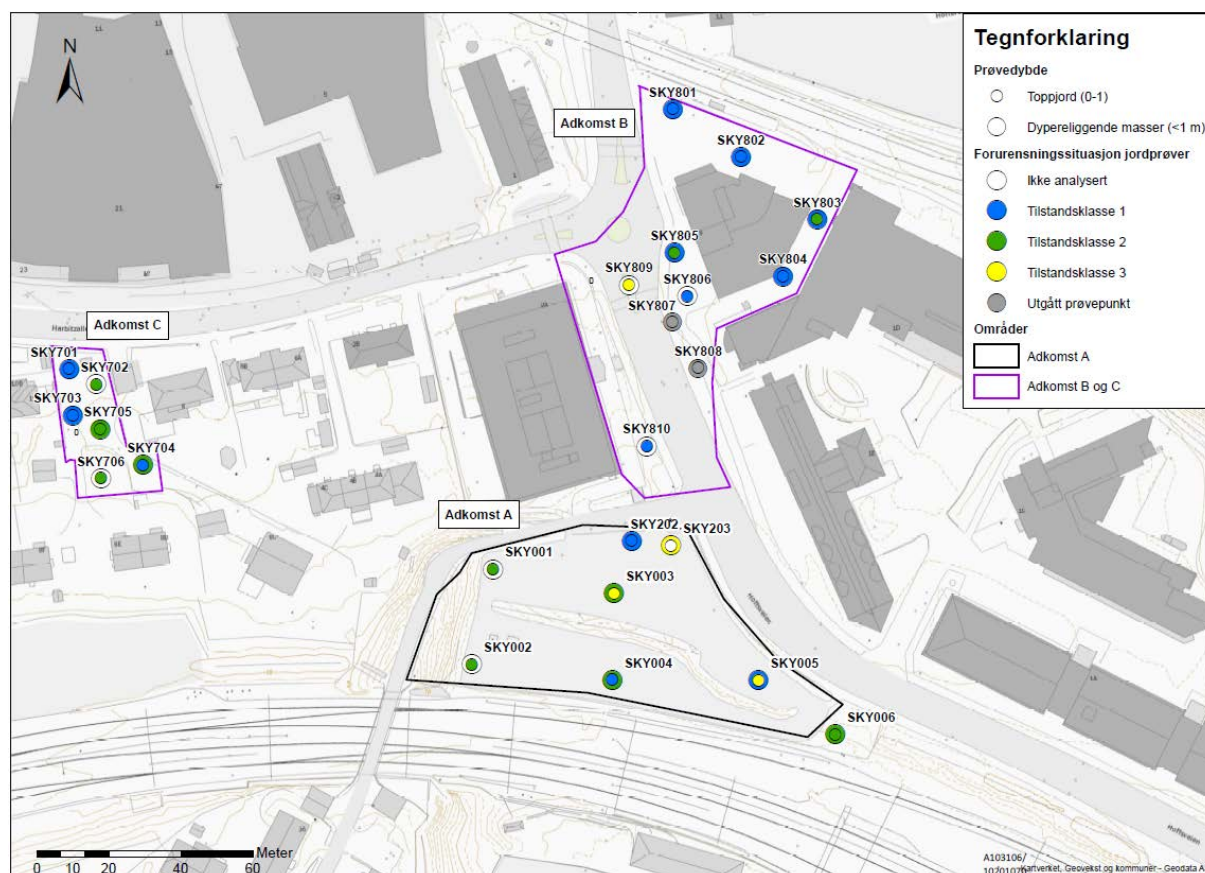 Tegnforklaring
Prøvedybde
Toppjord (0-1)
Dypereliggende masser (<1 m)
Forurensningssituasjon jordprøver
Ikke analysert
Tilstandsklasse 1
Tilstandsklasse 2
Tilstandsklasse 3
Utgått prøvepunkt
Områder
Adkomst A
Adkomst B og C
N
Adkomst B
SKY801
SKY802
SKY803
SKY805
SKY804
SKY809
SKY806
SKY807
SKY808
SKY810
Adkomst C
SKY701
SKY702
SKY703
SKY705
SKY704
SKY706
Adkomst A
SKY202
SKY203
SKY001
SKY003
SKY002
SKY004
SKY005
SKY006
Hoffsveien
Meter
0 10 20 40 60
A103106/
Kartverket, Geovekst og kommuner - Geodata A